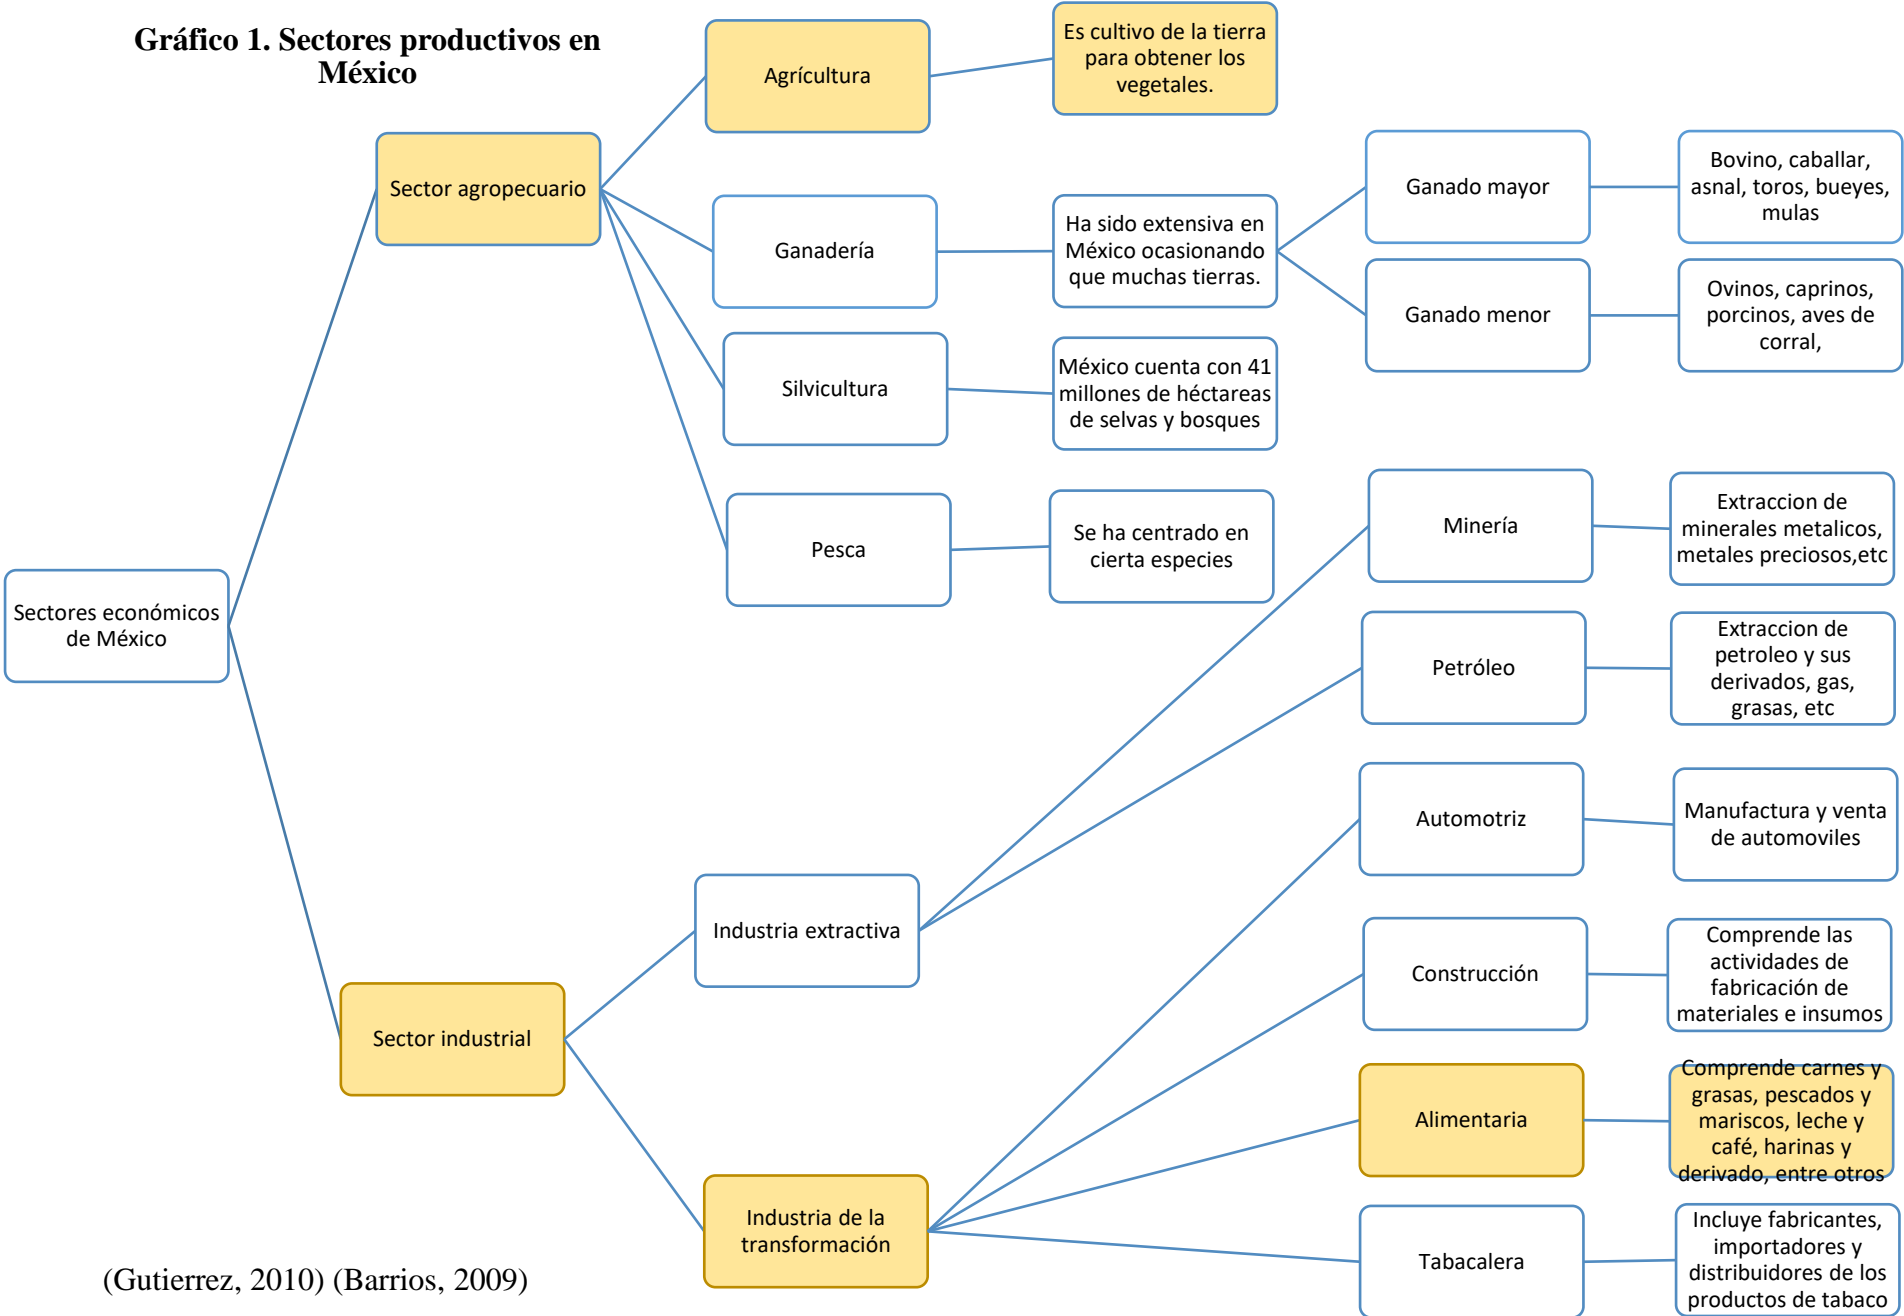 Gráfico 1. Sectores productivos en
México
Sectores económicos
de México
Sector agropecuario
Agrícultura
Es cultivo de la tierra
para obtener los
vegetales.
Ganadería
Ha sido extensiva en
México ocasionando
que muchas tierras.
Ganado mayor
Bovino, caballar,
asnal, toros, bueyes,
mulas
Ganado menor
Ovinos, caprinos,
porcinos, aves de
corral,
Silvicultura
México cuenta con 41
millones de héctareas
de selvas y bosques
Pesca
Se ha centrado en
cierta especies
Sector industrial
Industria extractiva
Minería
Extraccion de
minerales metalicos,
metales preciosos,etc
Petróleo
Extraccion de
petroleo y sus
derivados, gas,
grasas, etc
Industria de la
transformación
Automotriz
Manufactura y venta
de automoviles
Construcción
Comprende las
actividades de
fabricación de
materiales e insumos
Alimentaria
Comprende carnes y
grasas, pescados y
mariscos, leche y
café, harinas y
derivado, entre otros
Tabacalera
Incluye fabricantes,
importadores y
distribuidores de los
productos de tabaco
(Gutierrez, 2010) (Barrios, 2009)